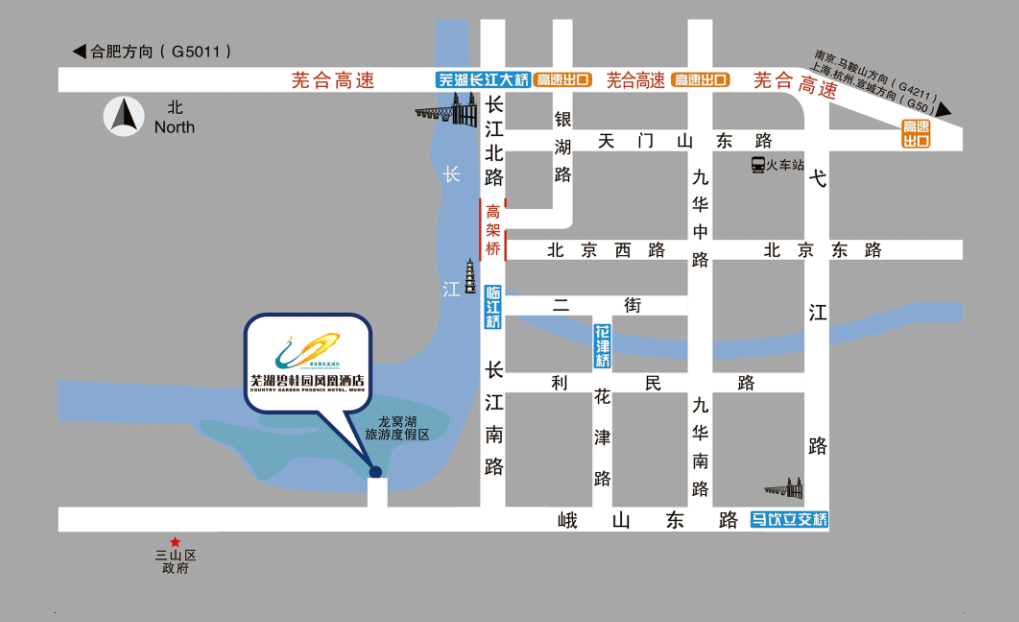 合肥方向（G5011）
南京.马鞍山方向（G4211）
上海.杭州.宣城方向（G50）
芜合高速
芜湖长江大桥
高速出口
芜合高速
高速出口
芜合高速
高速
出口
北
North
长江北路
银湖路
天门山东路
火车站
长江
九华中路
弋江路
高架桥
北京西路
北京东路
临江桥
二街
花津桥
芜湖碧桂园凤凰酒店
COUNTRY GARDEN PHOENIX HOTEL, WUHU
利民路
长江南路
花津路
九华南路
龙窝湖
旅游度假区
峨山东路
马饮立交桥
三山区
政府